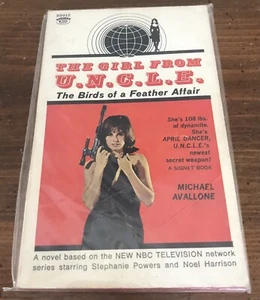 THE GIRL FROM
U.N.C.L.E.
The Birds of a Feather Affair
She's 108 lbs.
of dynamite.
She's
APRIL DANCER,
U.N.C.L.E.'s
newest
secret weapon!
A SIGNET BOOK
MICHAEL
AVALLONE
A novel based on the NEW NBC TELEVISION network
series starring Stephanie Powers and Noel Harrison